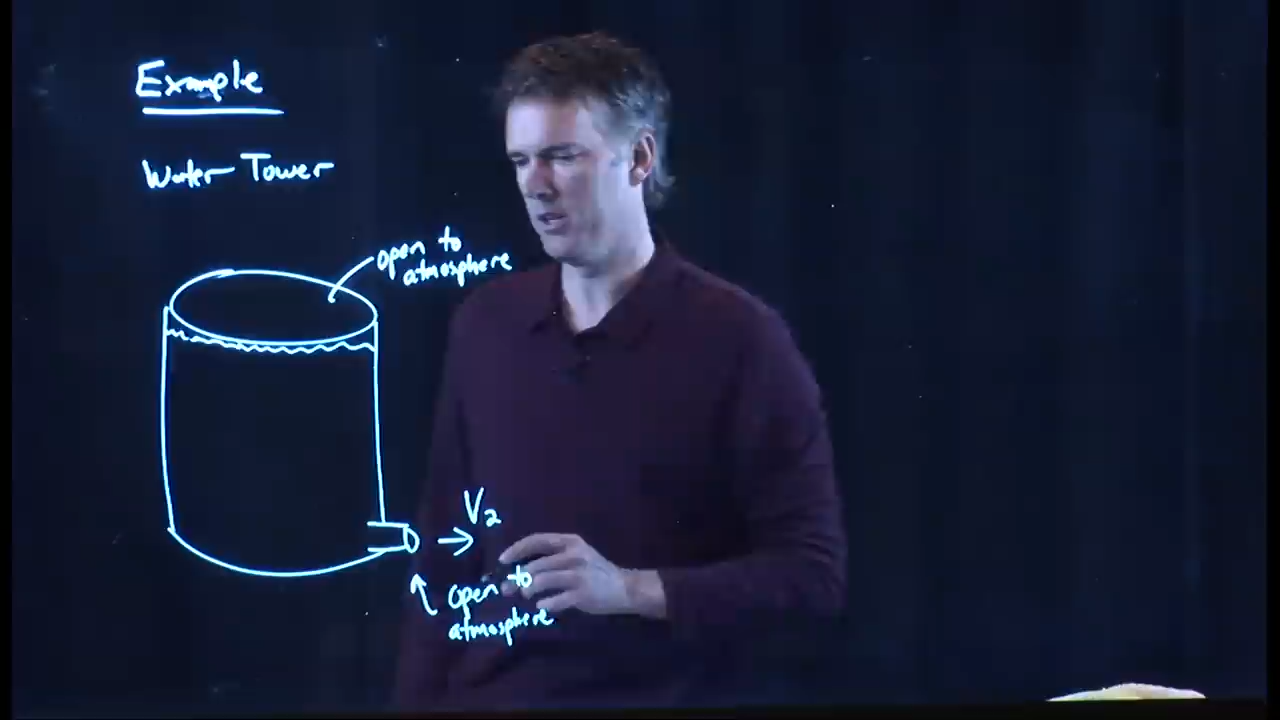 Example
Water Tower
open to
atmosphere
V₂
open to
atmosphere